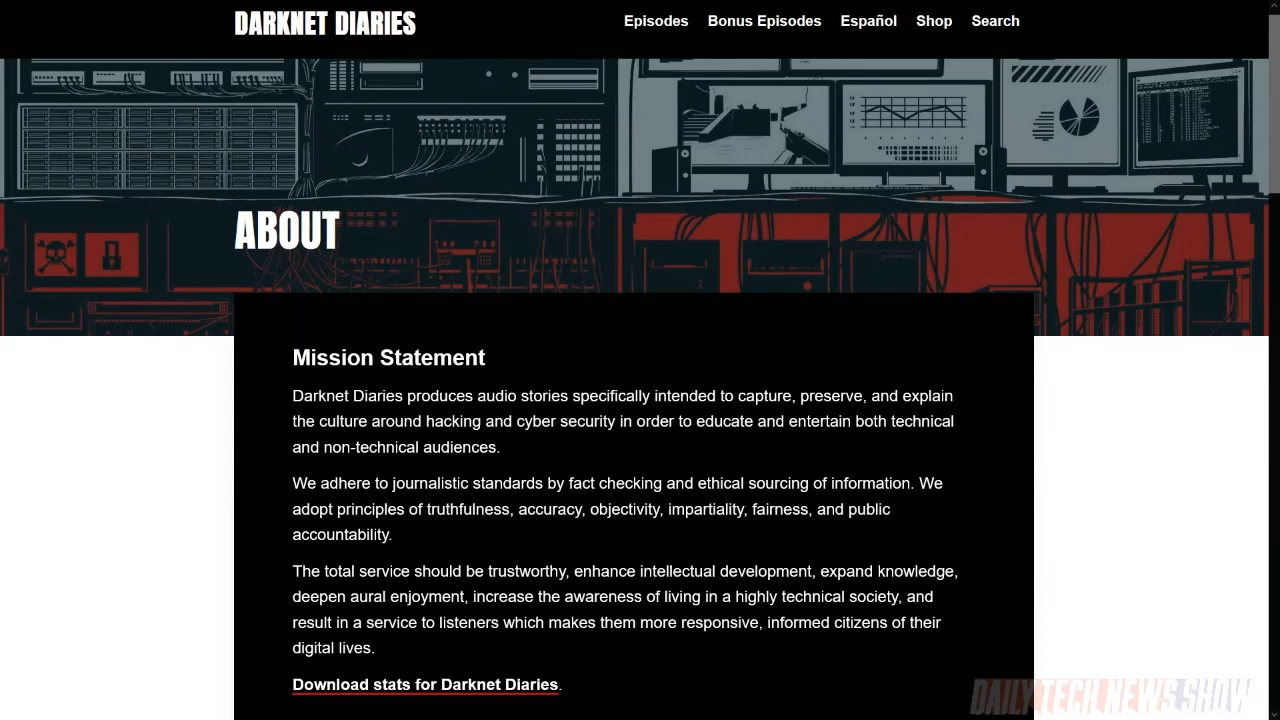 DARKNET DIARIES
Episodes Bonus Episodes Español Shop Search
ABOUT
Mission Statement
Darknet Diaries produces audio stories specifically intended to capture, preserve, and explain
the culture around hacking and cyber security in order to educate and entertain both technical
and non-technical audiences.
We adhere to journalistic standards by fact checking and ethical sourcing of information. We
adopt principles of truthfulness, accuracy, objectivity, impartiality, fairness, and public
accountability.
The total service should be trustworthy, enhance intellectual development, expand knowledge,
deepen aural enjoyment, increase the awareness of living in a highly technical society, and
result in a service to listeners which makes them more responsive, informed citizens of their
digital lives.
Download stats for Darknet Diaries.
DAILY TECH NEWS SHOW